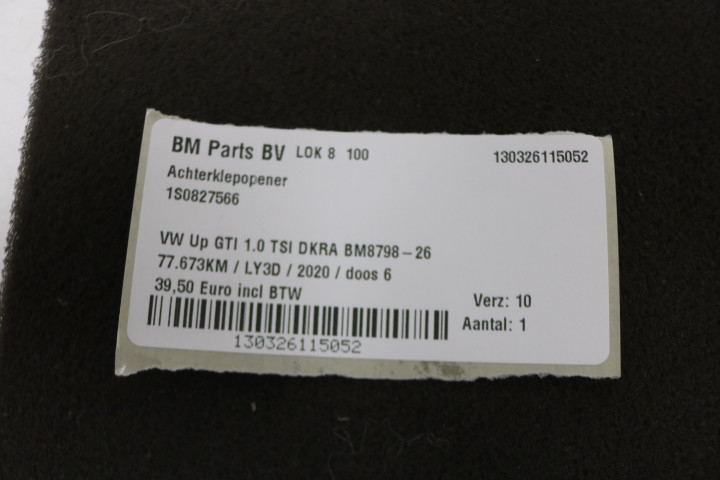 BM Parts BV LOK 8 100 130326115052
Achterklepopener
1S0827566
VW Up GTI 1.0 TSI DKRA BM8798-26
77.673KM / LY3D / 2020 / doos 6
39,50 Euro incl BTW
Verz: 10
Aantal: 1
130326115052